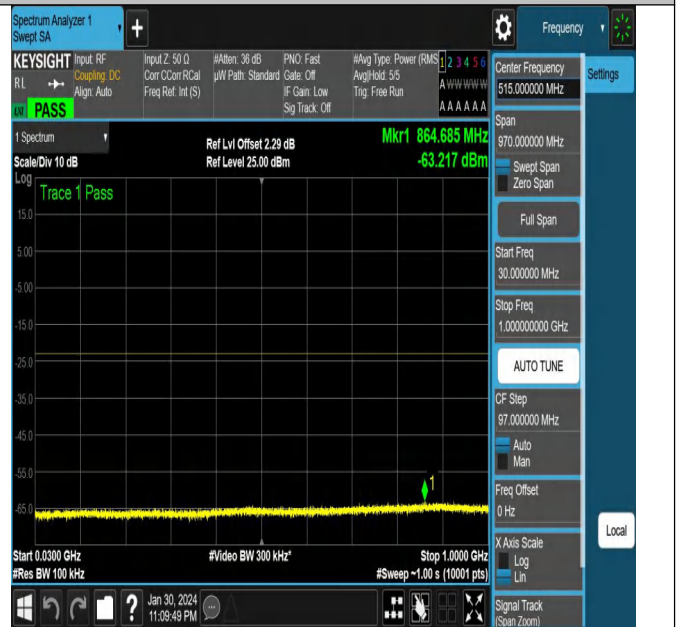 Spectrum Analyzer 1
Swept SA
+
Frequency
KEYSIGHT
RL
PASS
Input: RF
Coupling: DC
Align: Auto
Input Z: 50 Ω
Corr CCorr RCal
Freq Ref: Int (S)
#Atten: 36 dB
µW Path: Standard
PNO: Fast
Gate: Off
IF Gain: Low
Sig Track: Off
#Avg Type: Power (RMS
Avg|Hold: 5/5
Trig: Free Run
1 2 3 4 5 6
A W W W W W
A A A A A A
1 Spectrum
Scale/Div 10 dB
Log
Ref Lvl Offset 2.29 dB
Ref Level 25.00 dBm
Mkr1 864.685 MHz
-63.217 dBm
Trace 1 Pass
15.0
5.00
-5.00
-15.0
-25.0
-35.0
-45.0
-55.0
-65.0
1
Start 0.0300 GHz
#Res BW 100 kHz
#Video BW 300 kHz*
Stop 1.0000 GHz
#Sweep ~1.00 s (10001 pts)
?
Jan 30, 2024
11:09:49 PM
Center Frequency
515.000000 MHz
Settings
Span
970.000000 MHz
Swept Span
Zero Span
Full Span
Start Freq
30.000000 MHz
Stop Freq
1.000000000 GHz
AUTO TUNE
CF Step
97.000000 MHz
Auto
Man
Freq Offset
0 Hz
Local
X Axis Scale
Log
Lin
Signal Track
(Span Zoom)